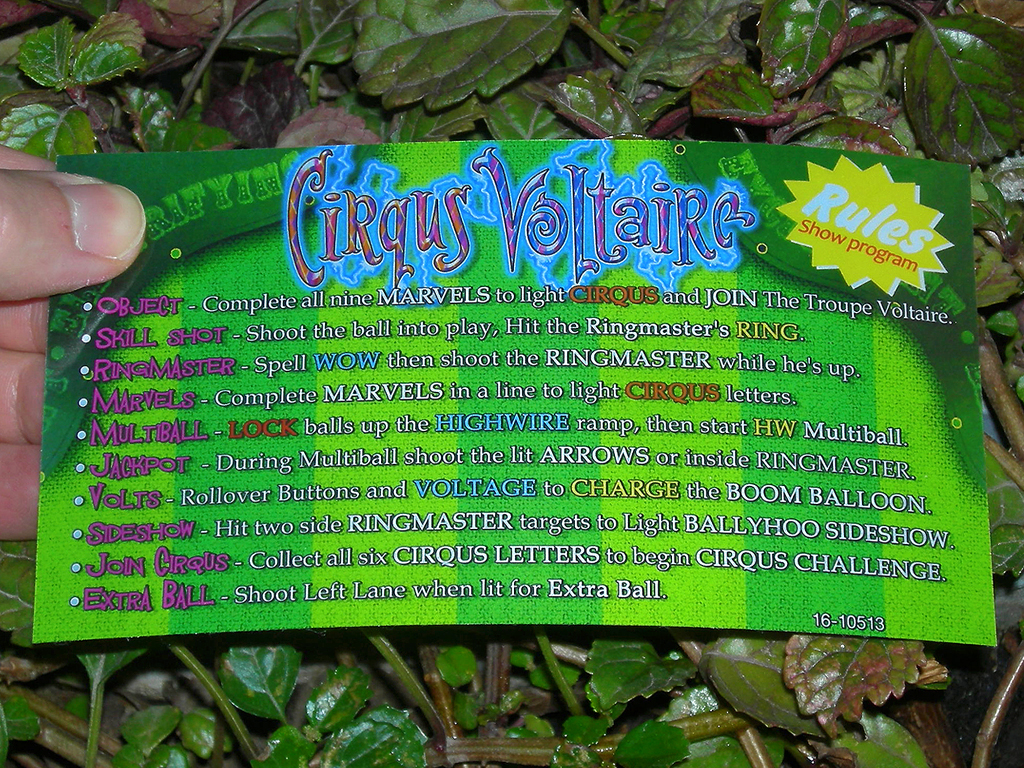 Cirqus Voltaire
Rules
Show program
• OBJECT - Complete all nine MARVELS to light CIRQUS and JOIN The Troupe Vôltaire.
• SKILL SHOT - Shoot the ball into play, Hit the Ringmaster's RING.
• RINGMASTER - Spell WOW then shoot the RINGMASTER while he's up.
• MARVELS - Complete MARVELS in a line to light CIRQUS letters.
• MULTIBALL - LOCK balls up the HIGHWIRE ramp, then start HW Multiball.
• JACKPOT - During Multiball shoot the lit ARROWS or inside RINGMASTER.
• VOLTS - Rollover Buttons and VOLTAGE to CHARGE the BOOM BALLOON.
• SIDESHOW - Hit two side RINGMASTER targets to Light BALLYHOO SIDESHOW.
• JOIN CIRQUS - Collect all six CIRQUS LETTERS to begin CIRQUS CHALLENGE.
• EXTRA BALL - Shoot Left Lane when lit for Extra Ball.
16-10513